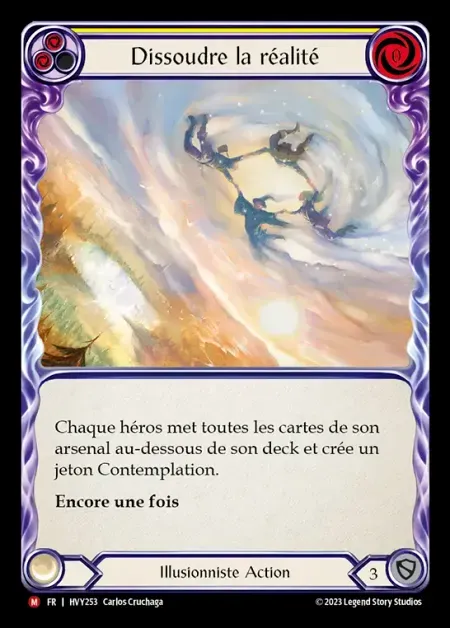 Dissoudre la réalité
0
Chaque héros met toutes les cartes de son
arsenal au-dessous de son deck et crée un
jeton Contemplation.
Encore une fois
Illusionniste Action
3
M FR | HVY253 Carlos Cruchaga
© 2023 Legend Story Studios